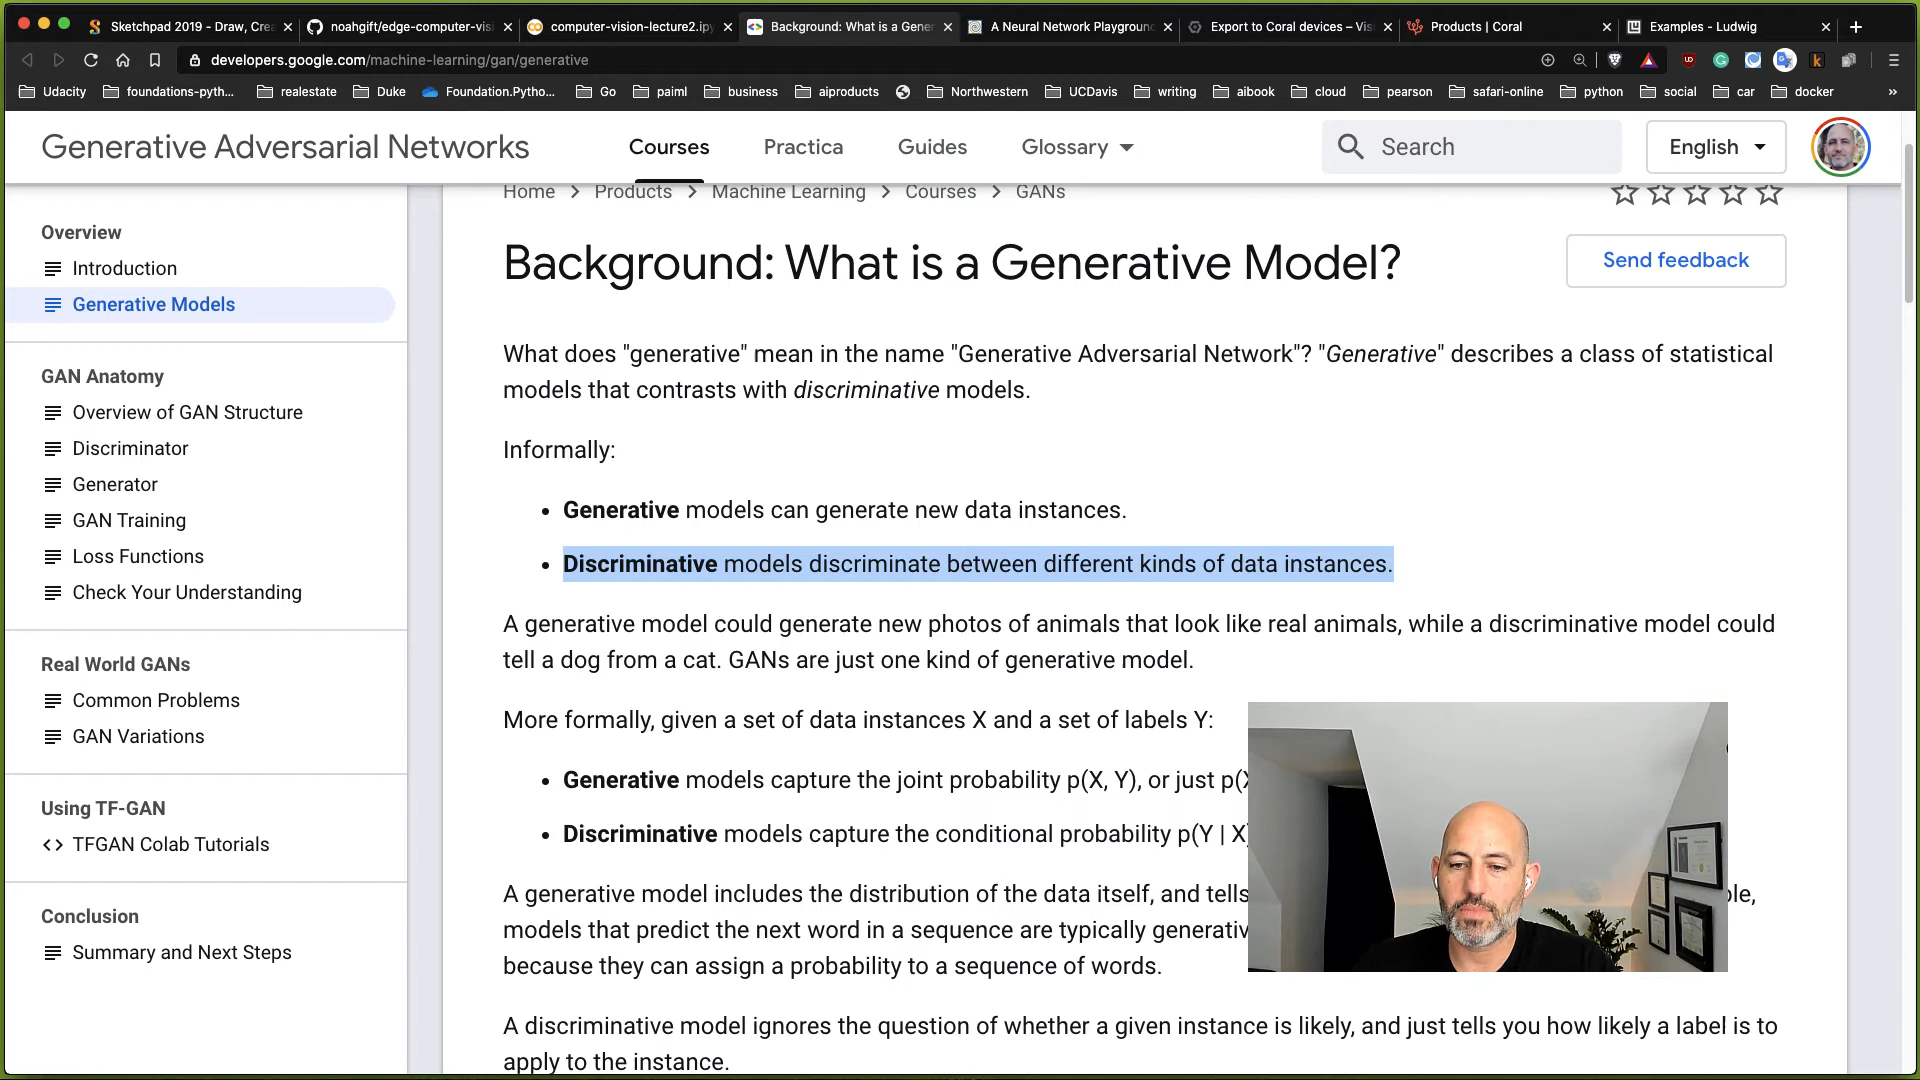 Sketchpad 2019 - Draw, Crea
noahgift/edge-computer-visi
computer-vision-lecture2.ipy
Background: What is a Gener
A Neural Network Playground
Export to Coral devices – Vis
Products | Coral
Examples - Ludwig
developers.google.com/machine-learning/gan/generative
Udacity
foundations-pyth...
realestate
Duke
Foundation.Pytho...
Go
paiml
business
aiproducts
Northwestern
UCDavis
writing
aibook
cloud
pearson
safari-online
python
social
car
docker
»
Generative Adversarial Networks
Courses
Practica
Guides
Glossary
Search
English
Overview
Introduction
Generative Models
GAN Anatomy
Overview of GAN Structure
Discriminator
Generator
GAN Training
Loss Functions
Check Your Understanding
Real World GANs
Common Problems
GAN Variations
Using TF-GAN
TFGAN Colab Tutorials
Conclusion
Summary and Next Steps
Home > Products > Machine Learning > Courses > GANs
Background: What is a Generative Model?
Send feedback
What does "generative" mean in the name "Generative Adversarial Network"? "Generative" describes a class of statistical
models that contrasts with discriminative models.
Informally:
• Generative models can generate new data instances.
• Discriminative models discriminate between different kinds of data instances.
A generative model could generate new photos of animals that look like real animals, while a discriminative model could
tell a dog from a cat. GANs are just one kind of generative model.
More formally, given a set of data instances X and a set of labels Y:
• Generative models capture the joint probability p(X, Y), or just p(X
• Discriminative models capture the conditional probability p(Y | X)
A generative model includes the distribution of the data itself, and tells
models that predict the next word in a sequence are typically generativ
because they can assign a probability to a sequence of words.
A discriminative model ignores the question of whether a given instance is likely, and just tells you how likely a label is to
apply to the instance.